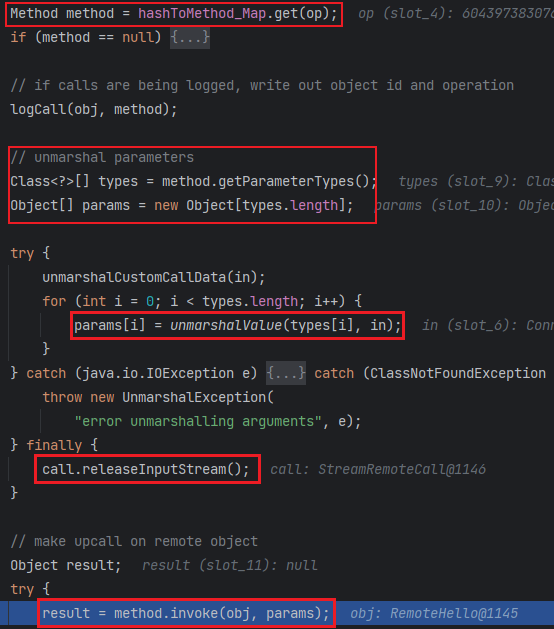 Method method = hashToMethod_Map.get(op);   op (slot_4): 604397383076
if (method == null) {...}
// if calls are being logged, write out object id and operation
logCall(obj, method);
// unmarshal parameters
Class<?>[] types = method.getParameterTypes();   types (slot_9): Clas
Object[] params = new Object[types.length];   params (slot_10): Objec
try {
    unmarshalCustomCallData(in);
    for (int i = 0; i < types.length; i++) {
        params[i] = unmarshalValue(types[i], in);   in (slot_6): Conn
    }
} catch (java.io.IOException e) {...} catch (ClassNotFoundException
    throw new UnmarshalException(
        "error unmarshalling arguments", e);
} finally {
    call.releaseInputStream();   call: StreamRemoteCall@1146
}
// make upcall on remote object
Object result;   result (slot_11): null
try {
    result = method.invoke(obj, params);   obj: RemoteHello@1145